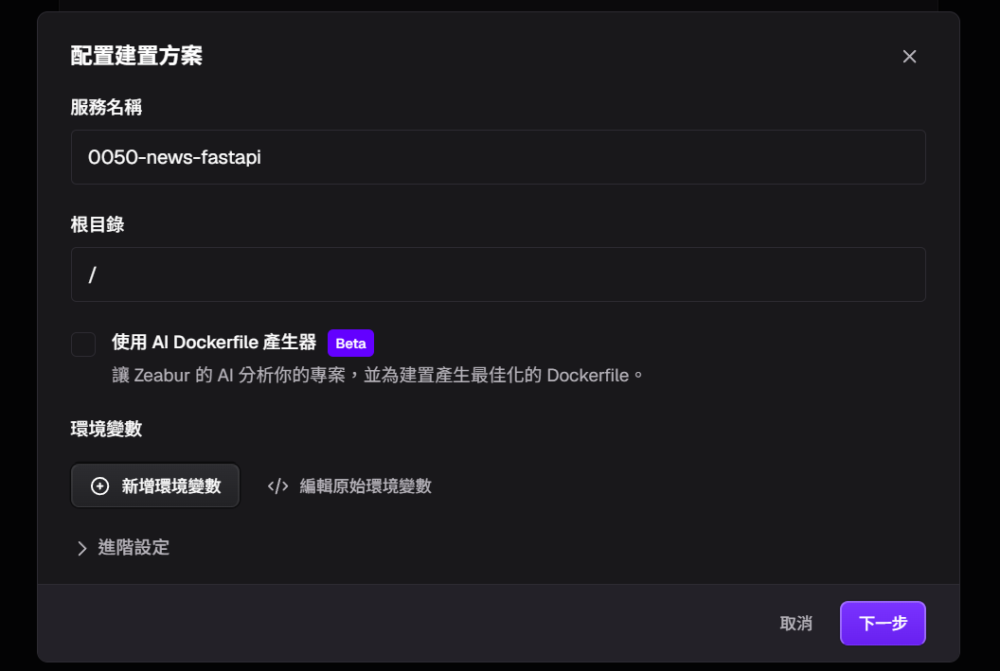 配置建置方案
服務名稱
0050-news-fastapi
根目錄
/
使用 AI Dockerfile 產生器 Beta
讓 Zeabur 的 AI 分析你的專案，並為建置產生最佳化的 Dockerfile。
環境變數
新增環境變數 </> 編輯原始環境變數
進階設定
取消 下一步